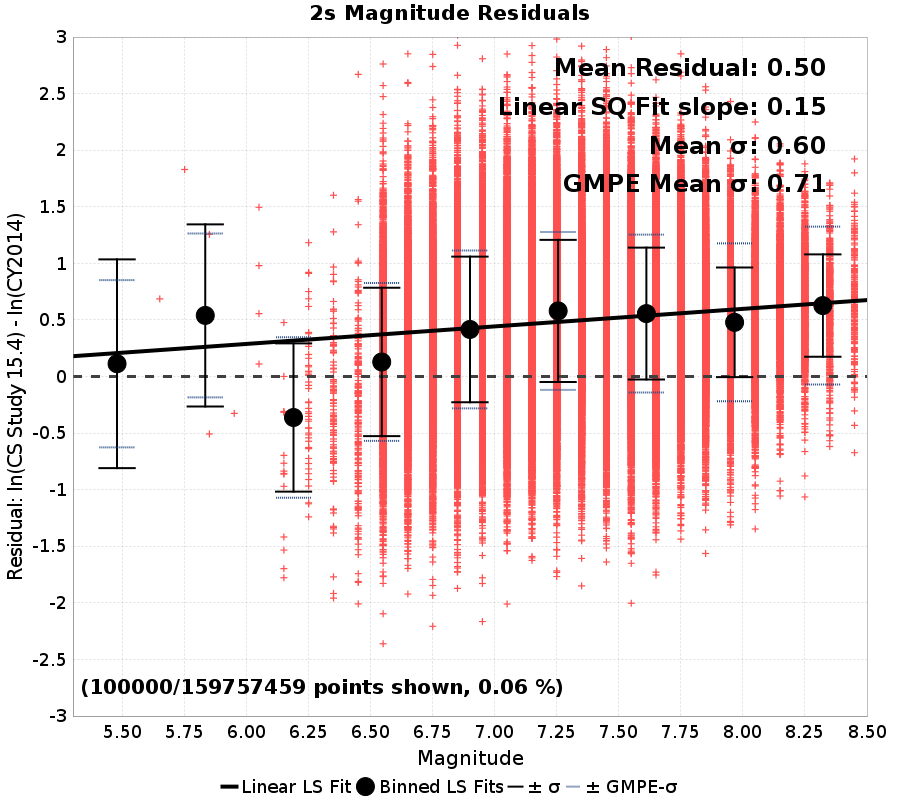 2s Magnitude Residuals
Mean Residual: 0.50
Linear SQ Fit slope: 0.15
Mean σ: 0.60
GMPE Mean σ: 0.71
Residual: ln(CS Study 15.4) - ln(CY2014)
3
2.5
2
1.5
1
0.5
0
-0.5
-1
-1.5
-2
-2.5
-3
(100000/159757459 points shown, 0.06 %)
5.50 5.75 6.00 6.25 6.50 6.75 7.00 7.25 7.50 7.75 8.00 8.25 8.50
Magnitude
Linear LS Fit Binned LS Fits ± σ ± GMPE-σ